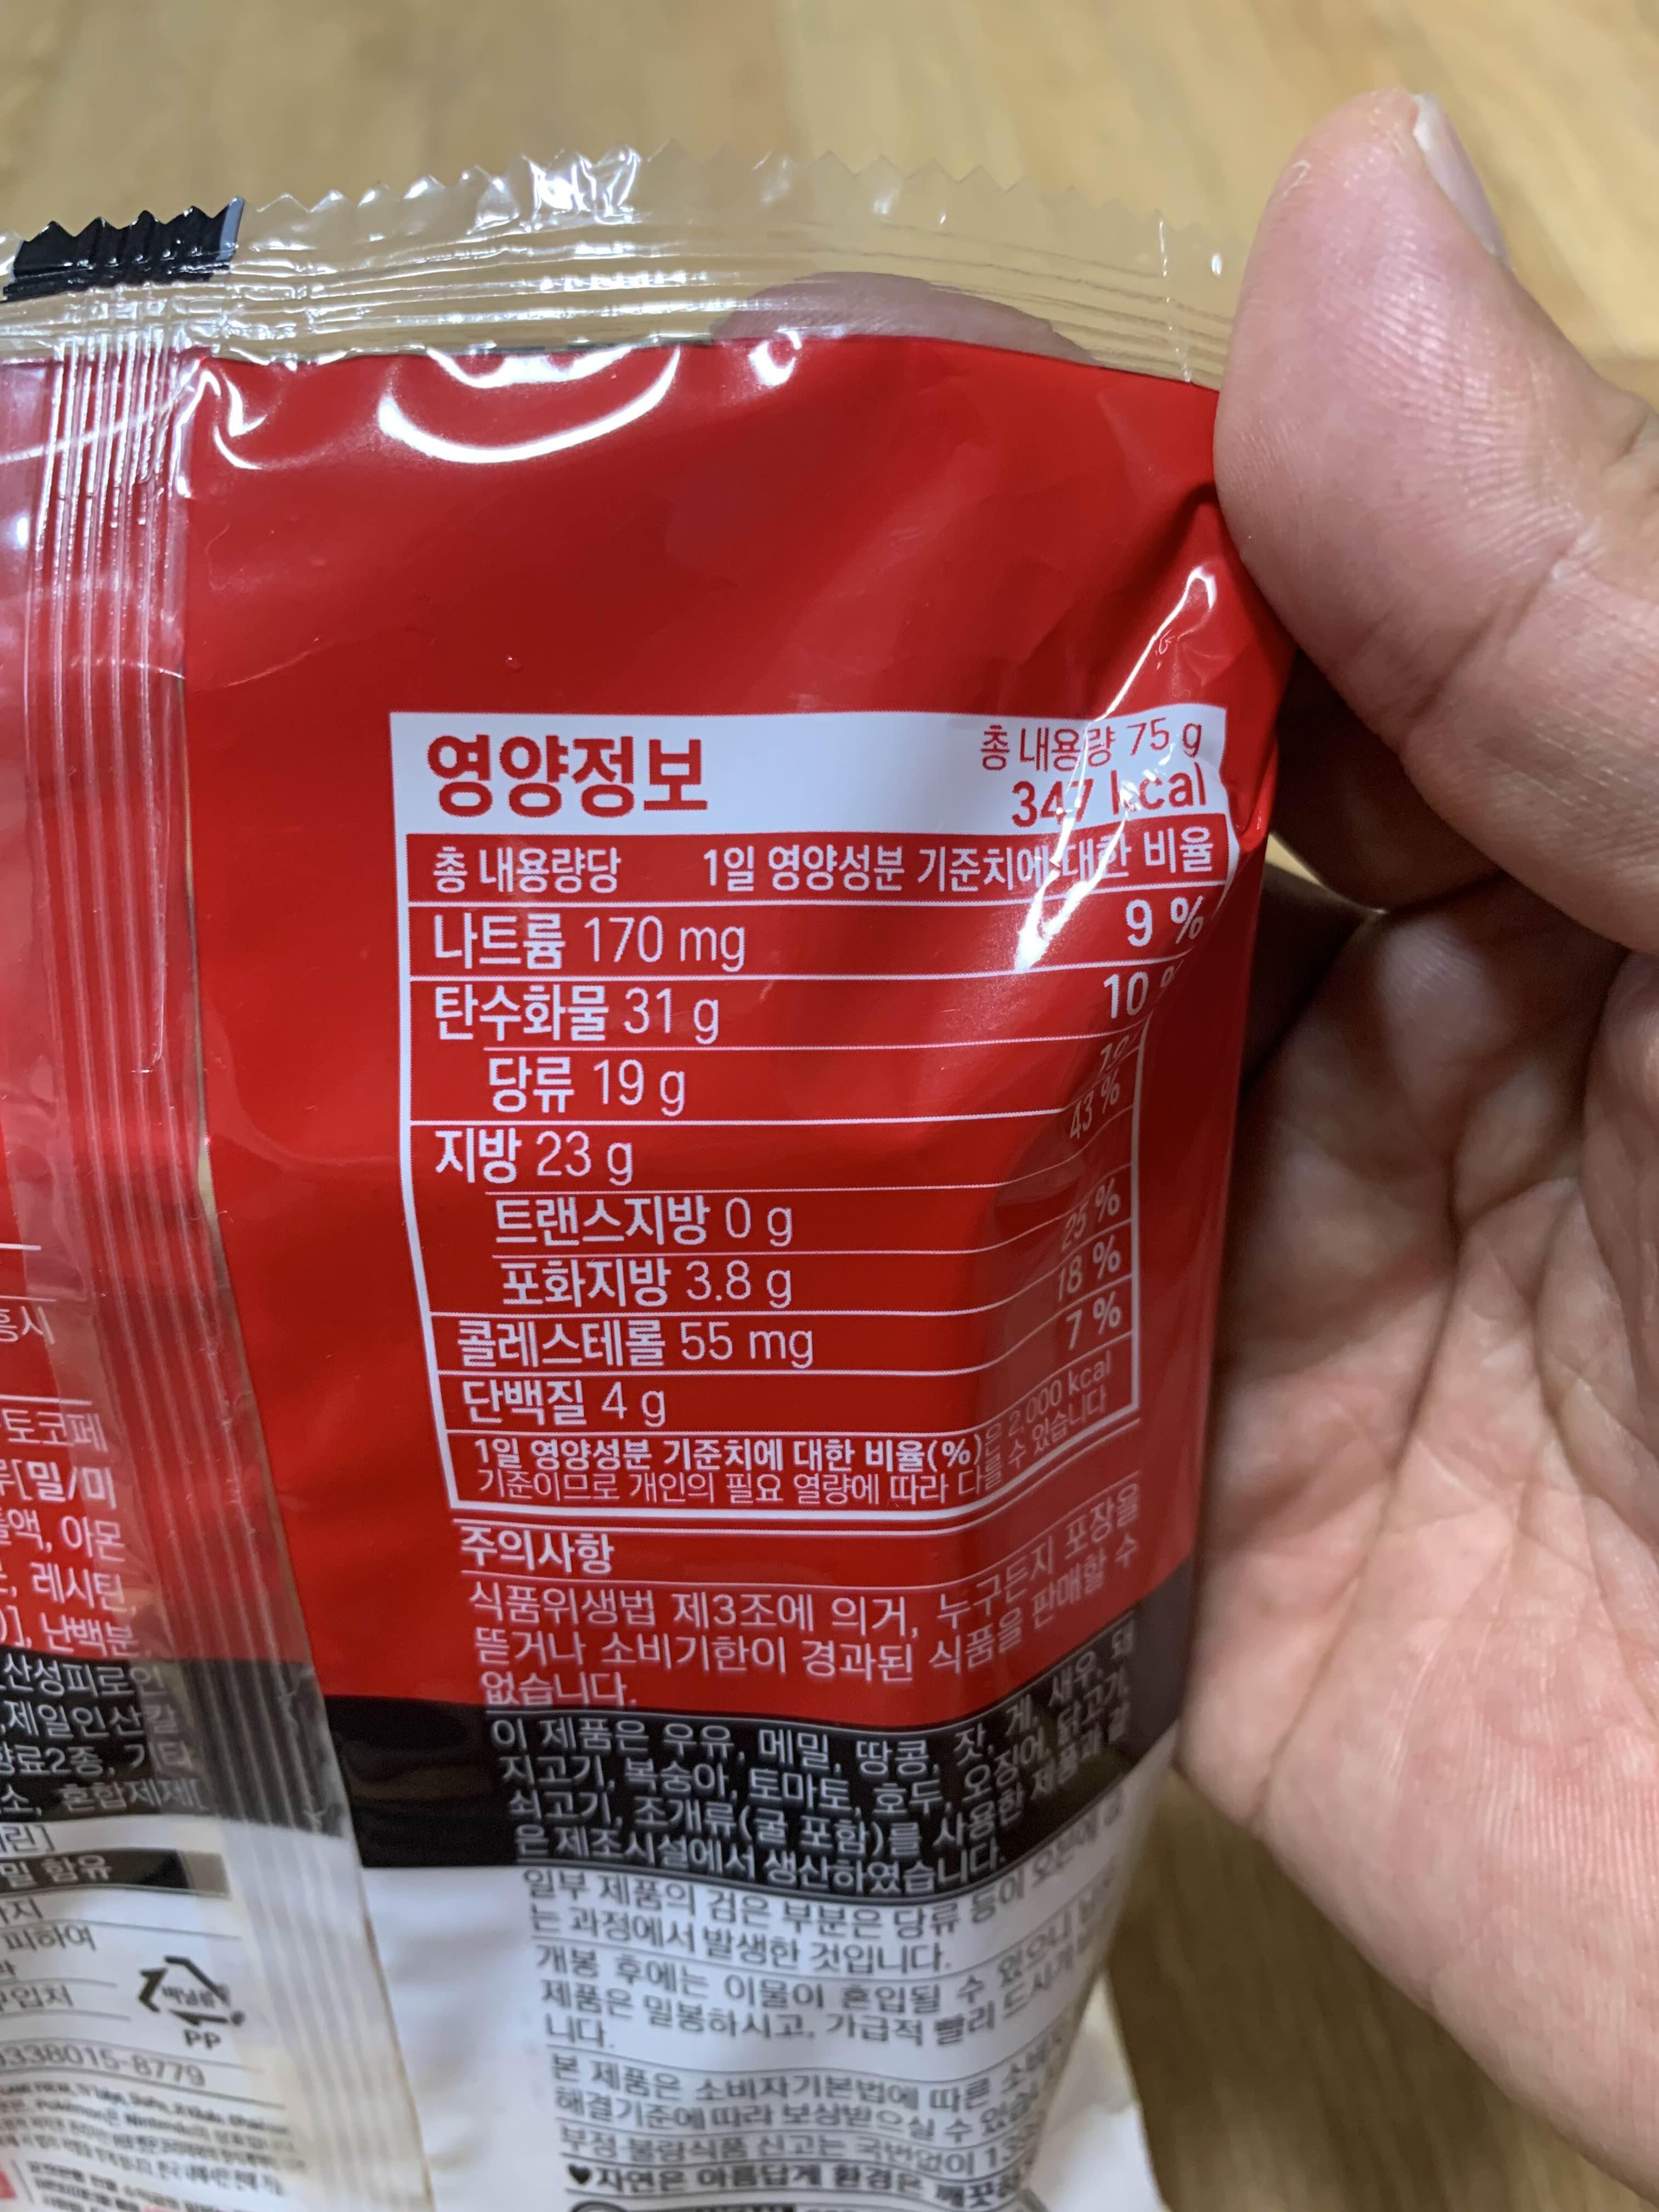 영양정보
총 내용량 75 g
347 kcal
총 내용량당 1일 영양성분 기준치에 대한 비율
나트륨 170 mg 9 %
탄수화물 31 g 10 %
당류 19 g
지방 23 g 43 %
트랜스지방 0 g
포화지방 3.8 g 25 %
콜레스테롤 55 mg 18 %
단백질 4 g 7 %
1일 영양성분 기준치에 대한 비율(%)은 2,000 kcal
기준이므로 개인의 필요 열량에 따라 다를 수 있습니다
주의사항
식품위생법 제3조에 의거, 누구든지 포장을
뜯거나 소비기한이 경과된 식품을 판매할 수
없습니다.
이 제품은 우유, 메밀, 땅콩, 잣, 게, 새우, 돼
지고기, 복숭아, 토마토, 호두, 오징어, 닭고기,
쇠고기, 조개류(굴 포함)를 사용한 제품과 같
은 제조시설에서 생산하였습니다.
일부 제품의 검은 부분은 당류 등이
는 과정에서 발생한 것입니다.
개봉 후에는 이물이 혼입될 수 있으니
제품은 밀봉하시고, 가급적 빨리
니다.
본 제품은 소비자기본법에 따른
해결기준에 따라 보상받으실 수
부정·불량식품 신고는 국번없이
♥자연은 아름답게 환경은
토코페
[밀/미
액, 아몬
레시틴
난백분
산성피로인
제일인산칼
향료2종, 기타
혼합제제
밀 함유
피하여
PP
338015-8779